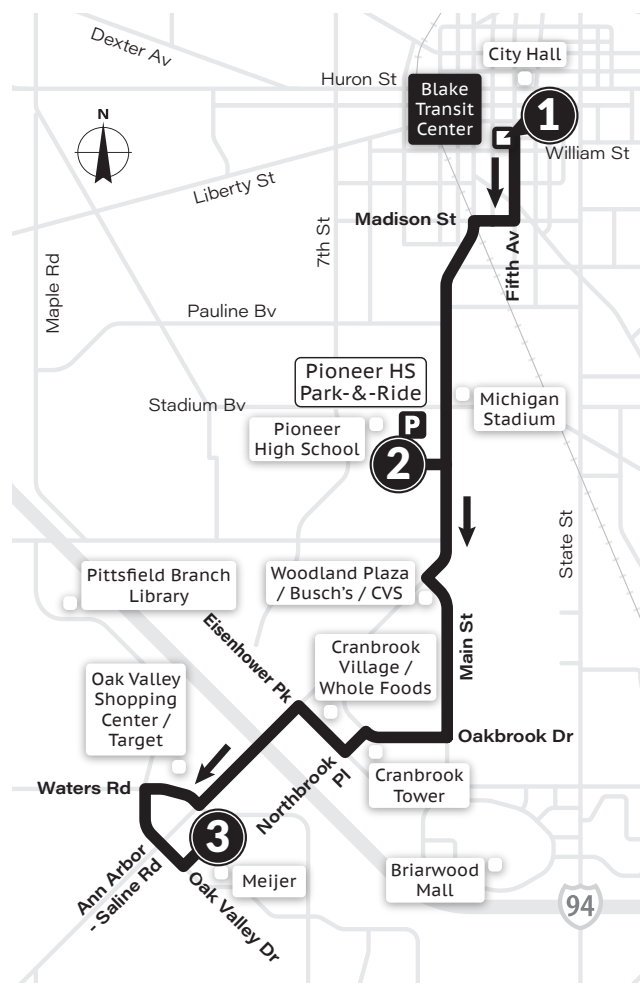 Dexter Av
City Hall
Huron St
Blake
Transit
Center
1
N
William St
Liberty St
Madison St
7th St
Fifth Av
Maple Rd
Pauline Bv
Pioneer HS
Park-&-Ride
Stadium Bv
P
Michigan
Stadium
Pioneer
High School
2
State St
Pittsfield Branch
Library
Woodland Plaza
/ Busch's / CVS
Eisenhower Pk
Main St
Cranbrook
Village /
Whole Foods
Oak Valley
Shopping
Center /
Target
Oakbrook Dr
Northbrook
Pl
Cranbrook
Tower
Waters Rd
3
Ann Arbor
- Saline Rd
Meijer
Oak Valley Dr
Briarwood
Mall
94